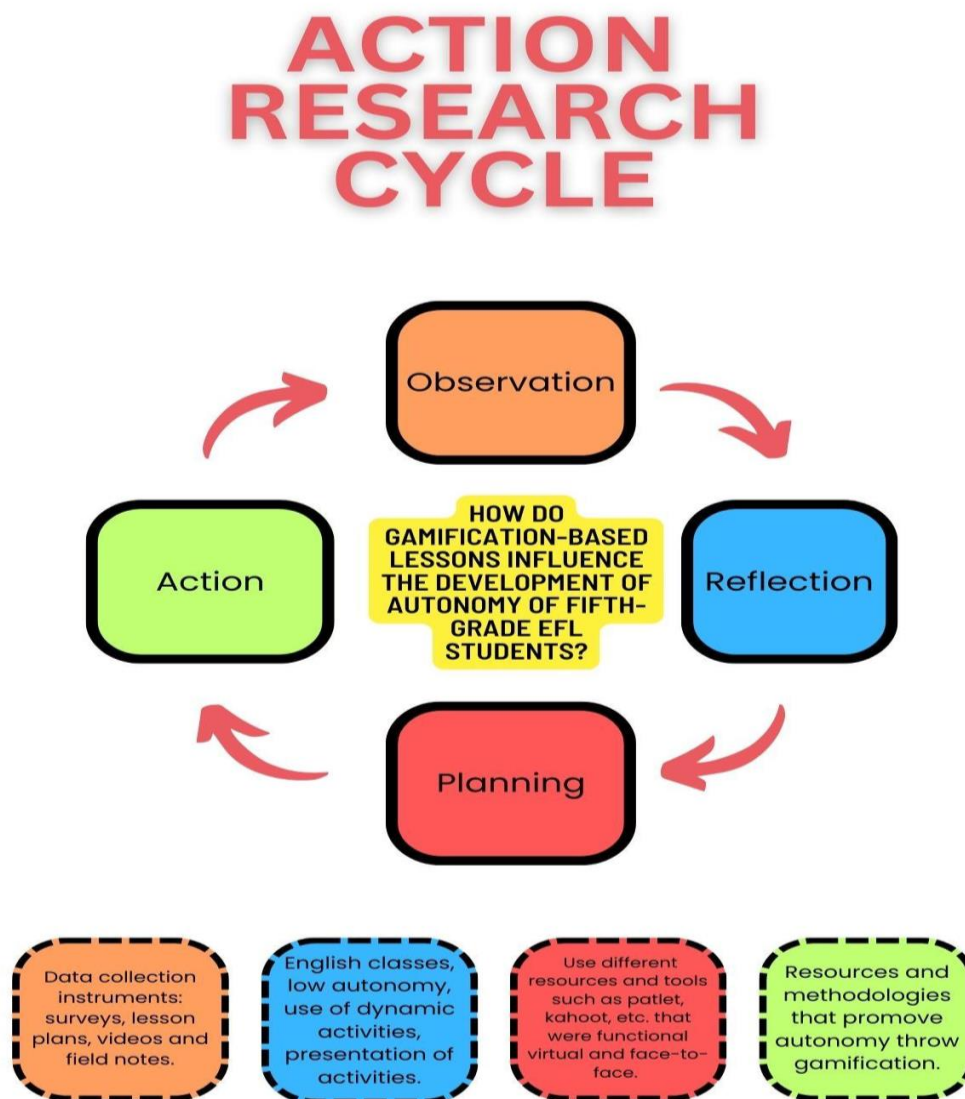 ACTION
RESEARCH
CYCLE
Observation
HOW DO
GAMIFICATION-BASED
LESSONS INFLUENCE
THE DEVELOPMENT OF
AUTONOMY OF FIFTH-
GRADE EFL
STUDENTS?
Action
Reflection
Planning
Data collection
instruments:
surveys, lesson
plans, videos and
field notes.
English classes,
low autonomy,
use of dynamic
activities,
presentation of
activities.
Use different
resources and tools
such as patlet,
kahoot, etc. that
were functional
virtual and face-to-
face.
Resources and
methodologies
that promote
autonomy throw
gamification.